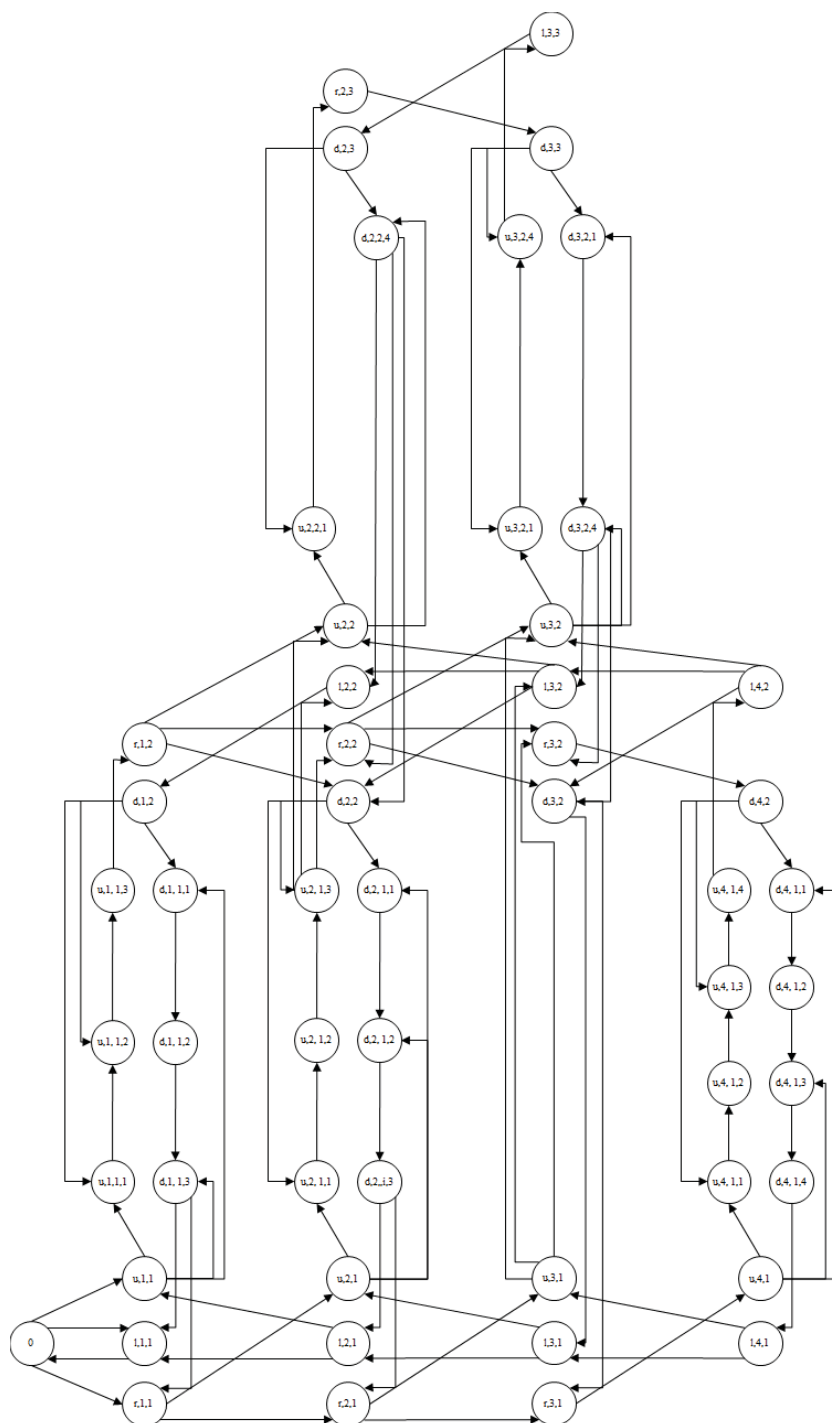 l,3,3
r,2,3
d,2,3
d,3,3
d,2,2,4
u,3,2,4
d,3,2,1
u,2,2,1
u,3,2,1
d,3,2,4
u,2,2
u,3,2
l,2,2
l,3,2
l,4,2
r,1,2
r,2,2
r,3,2
d,1,2
d,2,2
d,3,2
d,4,2
u,1, 1,3
d,1, 1,1
u,2, 1,3
d,2, 1,1
u,4, 1,4
d,4, 1,1
u,4, 1,3
d,4, 1,2
u,1, 1,2
d,1, 1,2
u,2, 1,2
d,2, 1,2
u,4, 1,2
d,4, 1,3
u,1,1,1
d,1, 1,3
u,2, 1,1
d,2,,i,3
u,4, 1,1
d,4, 1,4
u,1,1
u,2,1
u,3,1
u,4,1
0
l,1,1
l,2,1
l,3,1
l,4,1
r,1,1
r,2,1
r,3,1